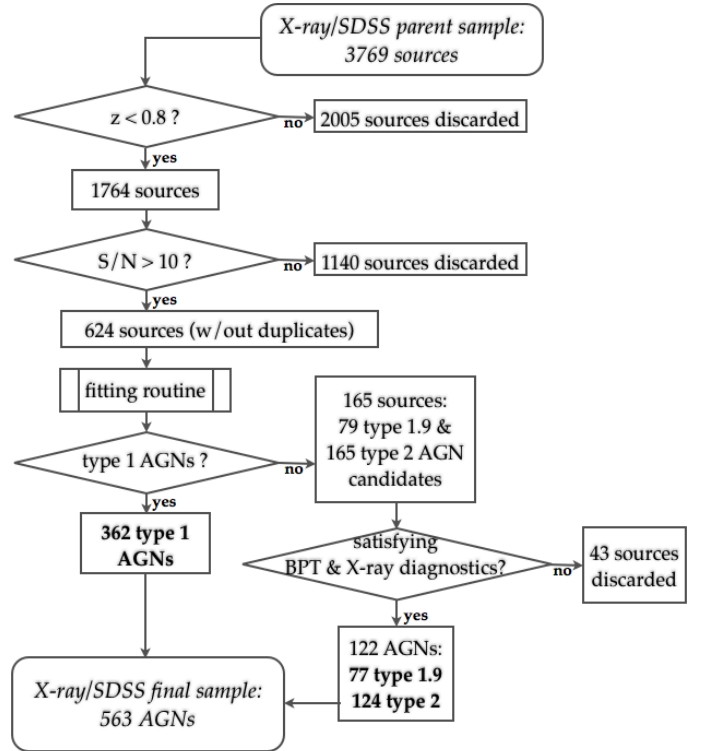 X-ray/SDSS parent sample:
3769 sources
z < 0.8 ?
no
2005 sources discarded
yes
1764 sources
S/N > 10 ?
no
1140 sources discarded
yes
624 sources (w/out duplicates)
fitting routine
type 1 AGNs ?
no
165 sources:
79 type 1.9 &
165 type 2 AGN
candidates
yes
362 type 1
AGNs
satisfying
BPT & X-ray diagnostics?
no
43 sources
discarded
yes
122 AGNs:
77 type 1.9
124 type 2
X-ray/SDSS final sample:
563 AGNs